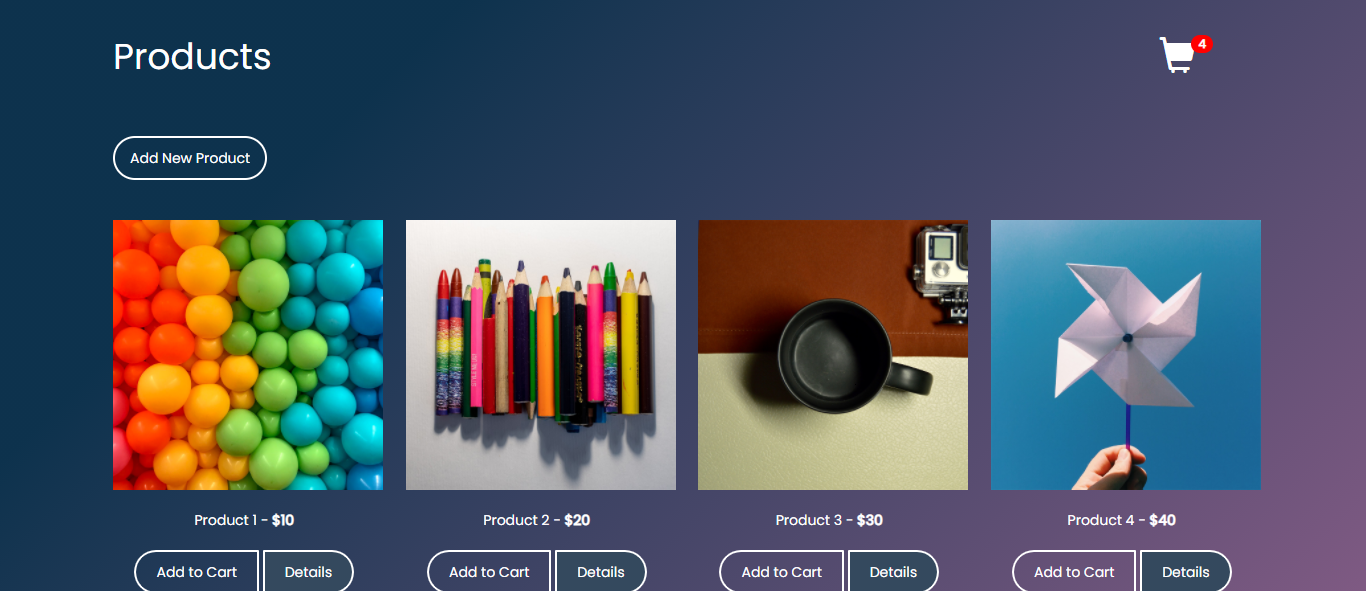 Products
4
Add New Product
Product 1 - $10
Product 2 - $20
Product 3 - $30
Product 4 - $40
Add to Cart Details
Add to Cart Details
Add to Cart Details
Add to Cart Details